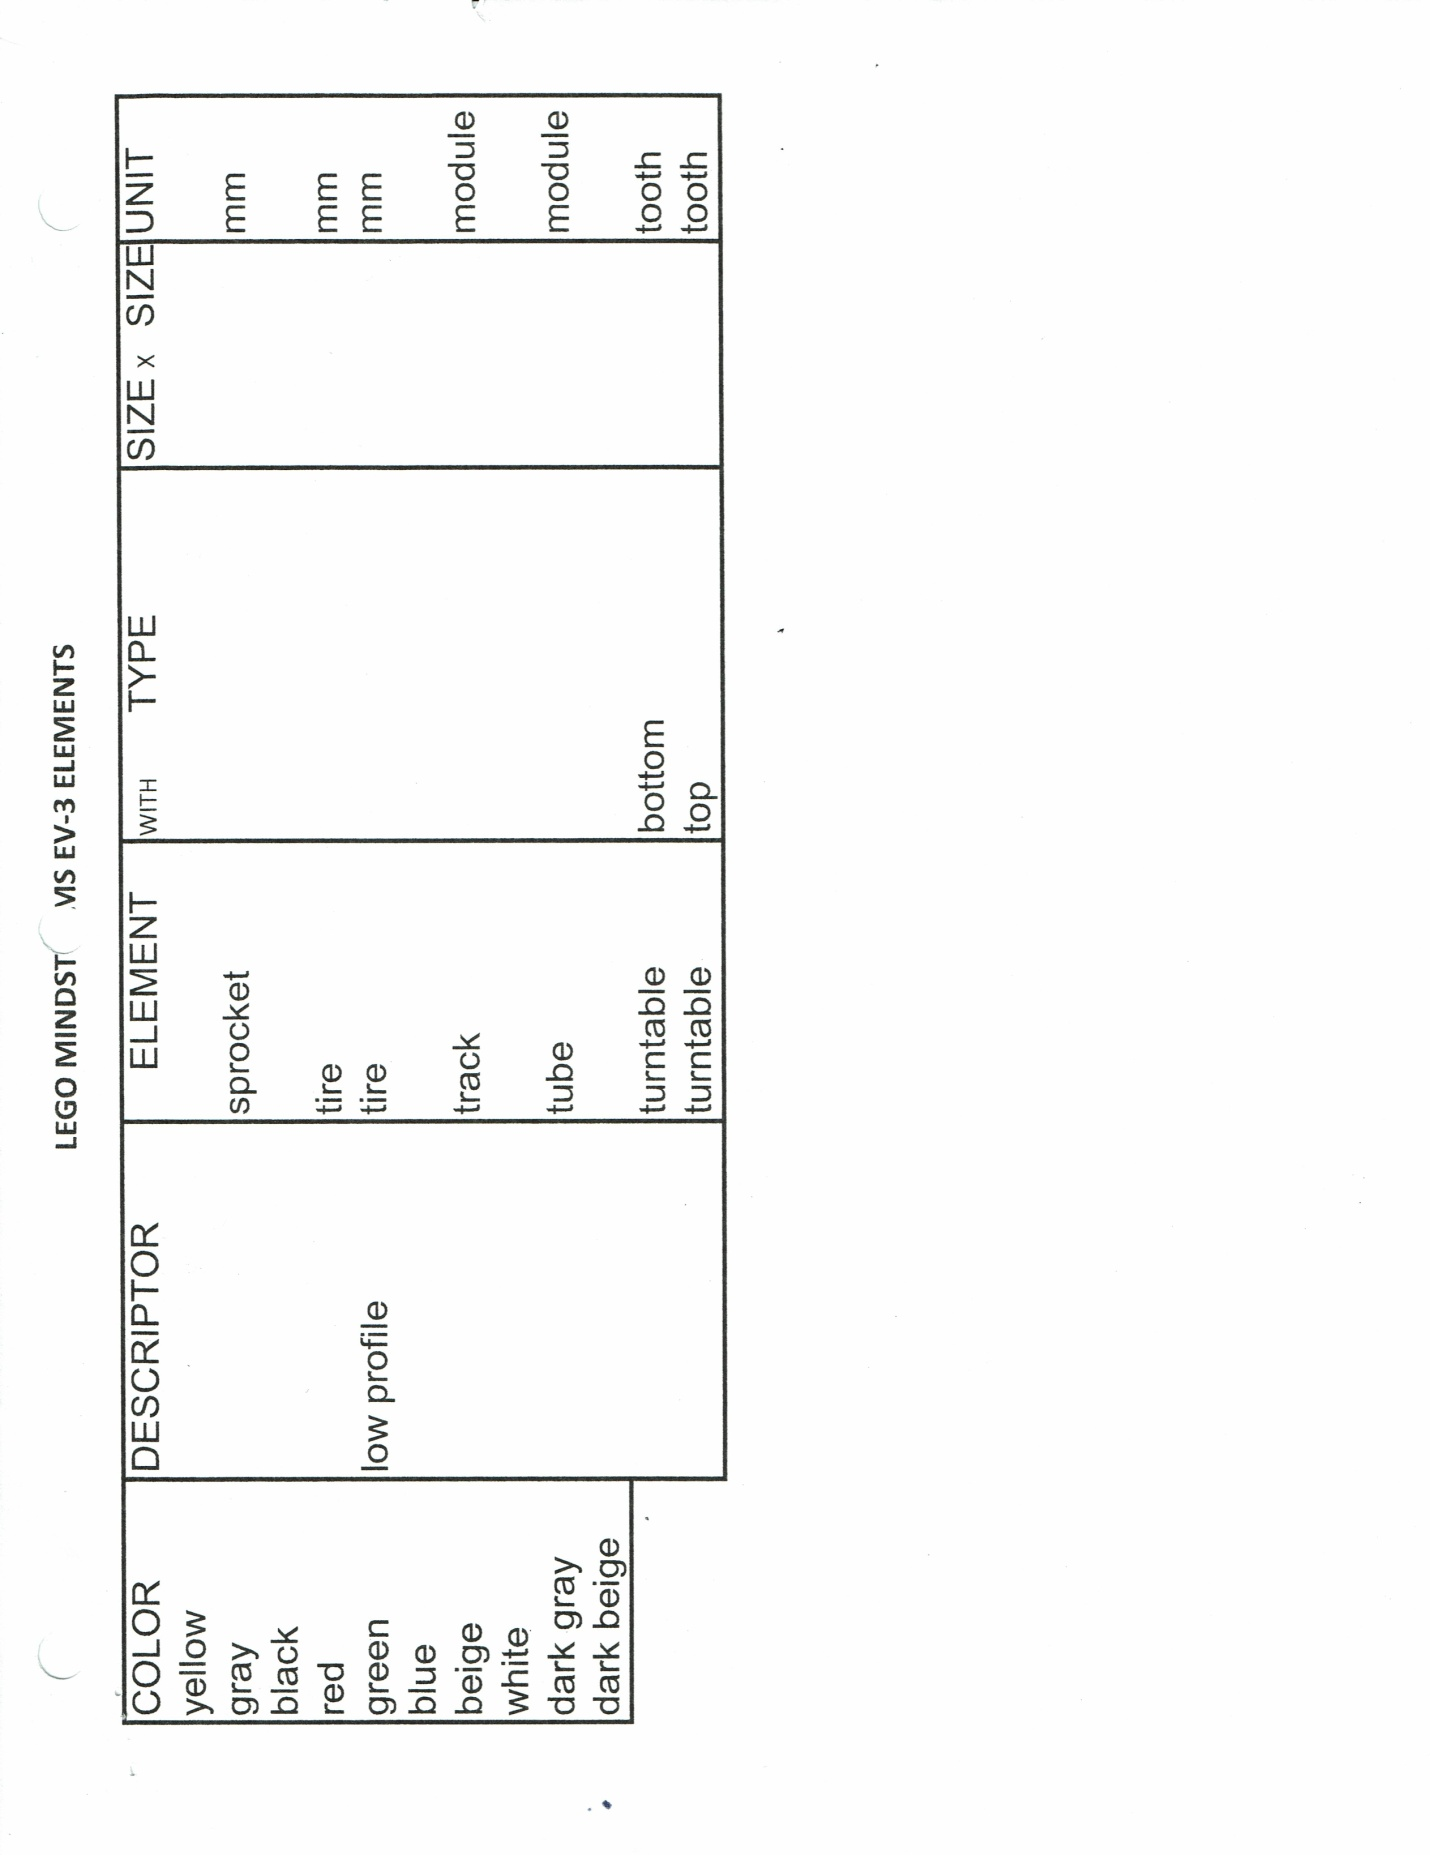 LEGO MINDST MS EV-3 ELEMENTS
COLOR DESCRIPTOR ELEMENT WITH TYPE SIZE x SIZE UNIT
yellow
gray sprocket mm
black
red tire mm
green low profile tire mm
blue
beige track module
white
dark gray tube module
dark beige
turntable bottom tooth
turntable top tooth